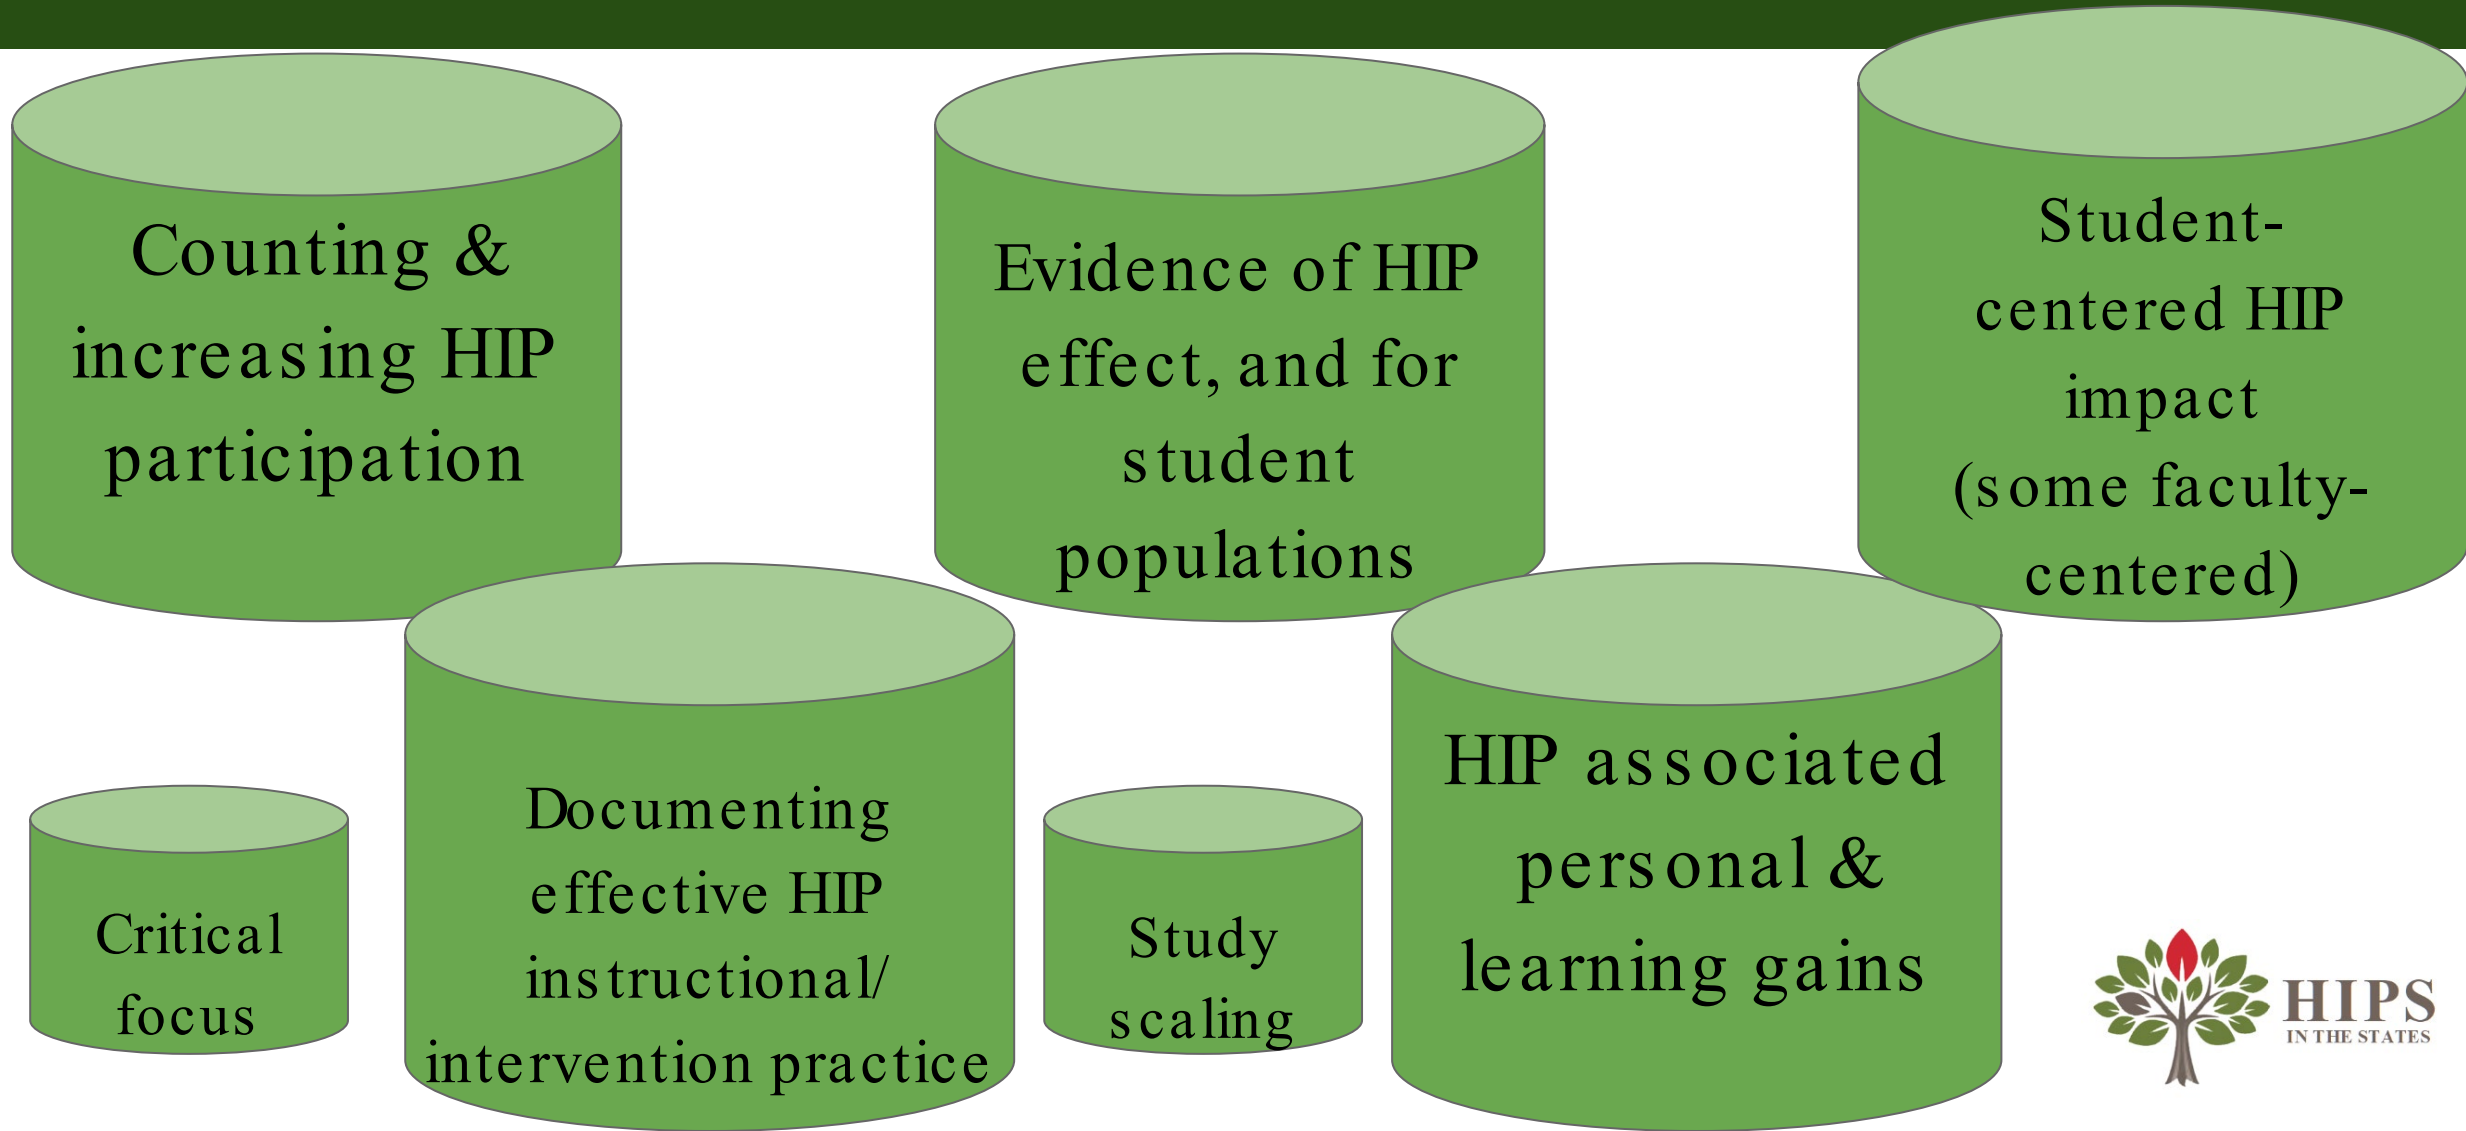 Counting &
increasing HIP
participation
Evidence of HIP
effect, and for
student
populations
Student-
centered HIP
impact
(some faculty-
centered)
Critical
focus
Documenting
effective HIP
instructional/
intervention practice
Study
scaling
HIP associated
personal &
learning gains
HIPS
IN THE STATES